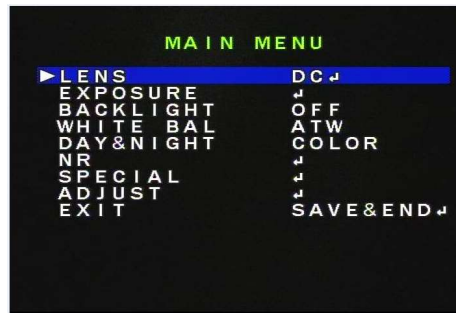 MAIN MENU
LENS DC↵
EXPOSURE ↵
BACKLIGHT OFF
WHITE BAL ATW
DAY&NIGHT COLOR
NR ↵
SPECIAL ↵
ADJUST ↵
EXIT SAVE&END↵